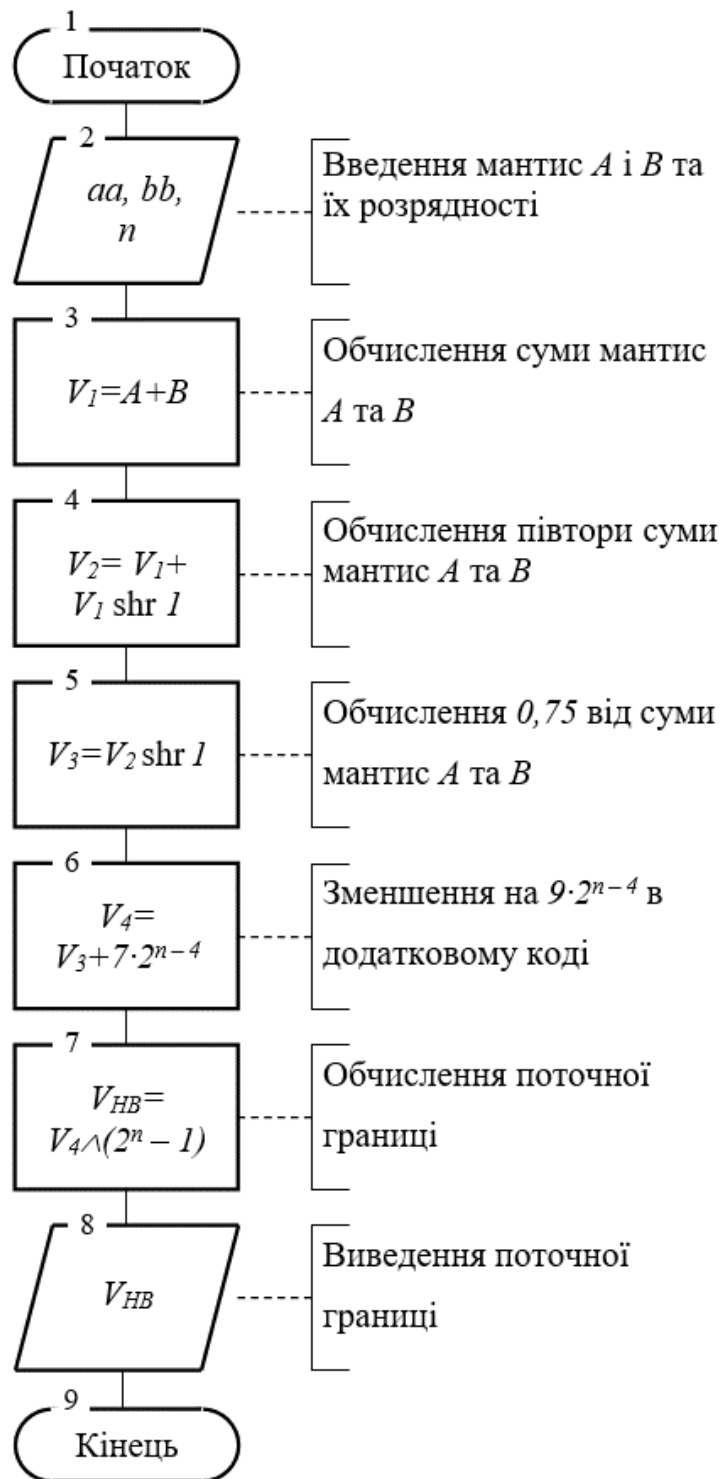 1
Початок
2
aa, bb,
n
Введення мантис A і B та
їх розрядності
3
V₁=A+B
Обчислення суми мантис
A та B
4
V₂= V₁+
V₁ shr 1
Обчислення півтори суми
мантис A та B
5
V₃=V₂ shr 1
Обчислення 0,75 від суми
мантис A та B
6
V₄=
V₃+7·2ⁿ⁻⁴
Зменшення на 9·2ⁿ⁻⁴ в
додатковому коді
7
V_HB=
V₄∧(2ⁿ – 1)
Обчислення поточної
границі
8
V_HB
Виведення поточної
границі
9
Кінець